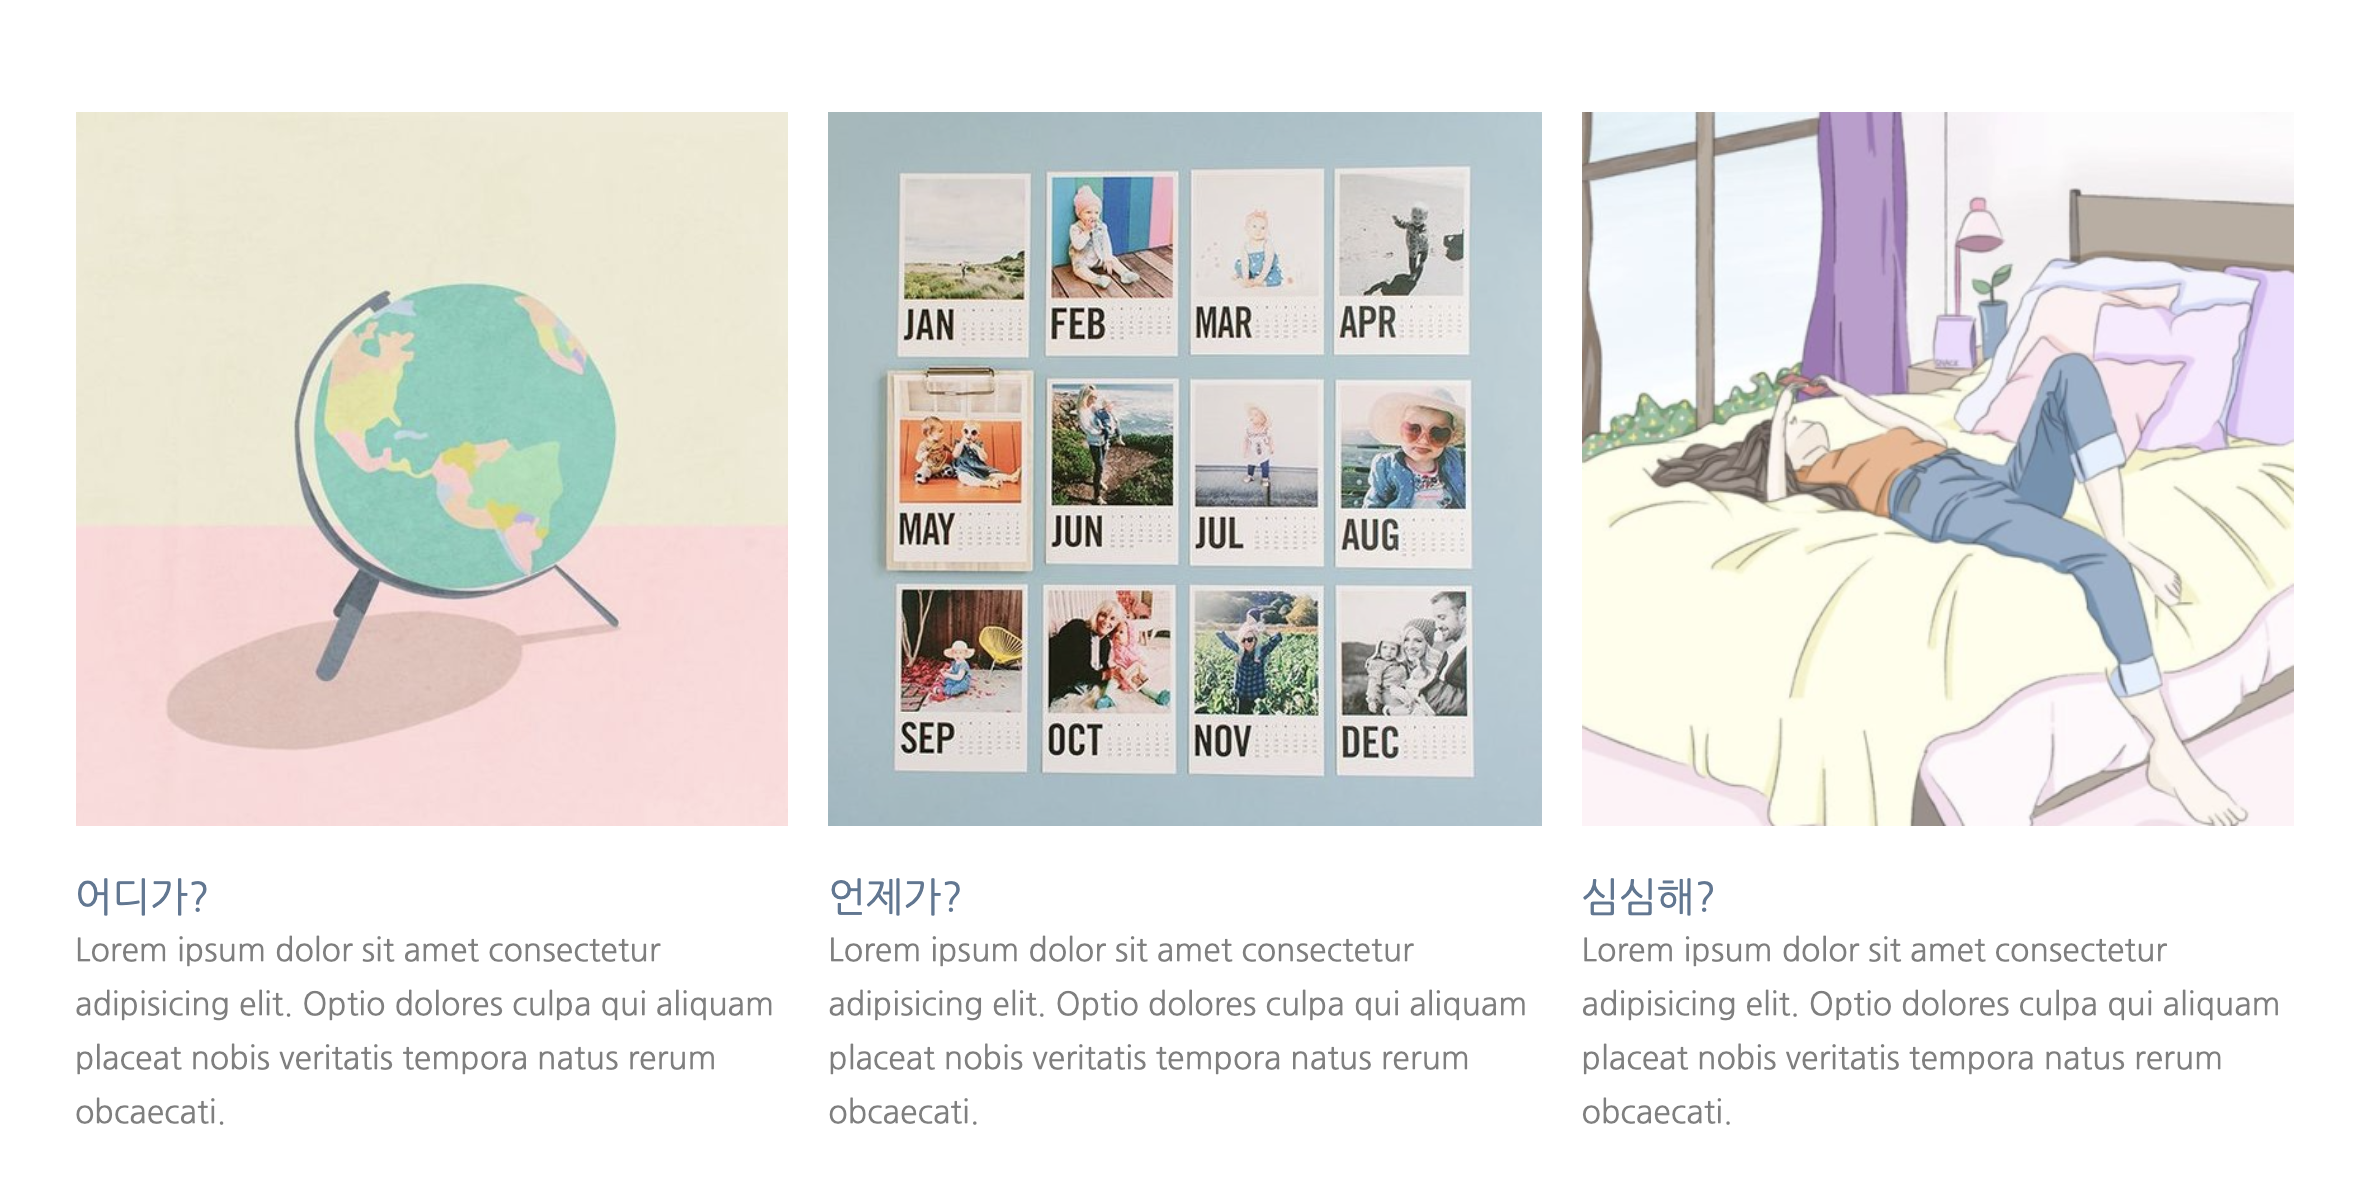 JAN
FEB
MAR
APR
MAY
JUN
JUL
AUG
SEP
OCT
NOV
DEC
어디가?
Lorem ipsum dolor sit amet consectetur
adipisicing elit. Optio dolores culpa qui aliquam
placeat nobis veritatis tempora natus rerum
obcaecati.
언제가?
Lorem ipsum dolor sit amet consectetur
adipisicing elit. Optio dolores culpa qui aliquam
placeat nobis veritatis tempora natus rerum
obcaecati.
심심해?
Lorem ipsum dolor sit amet consectetur
adipisicing elit. Optio dolores culpa qui aliquam
placeat nobis veritatis tempora natus rerum
obcaecati.